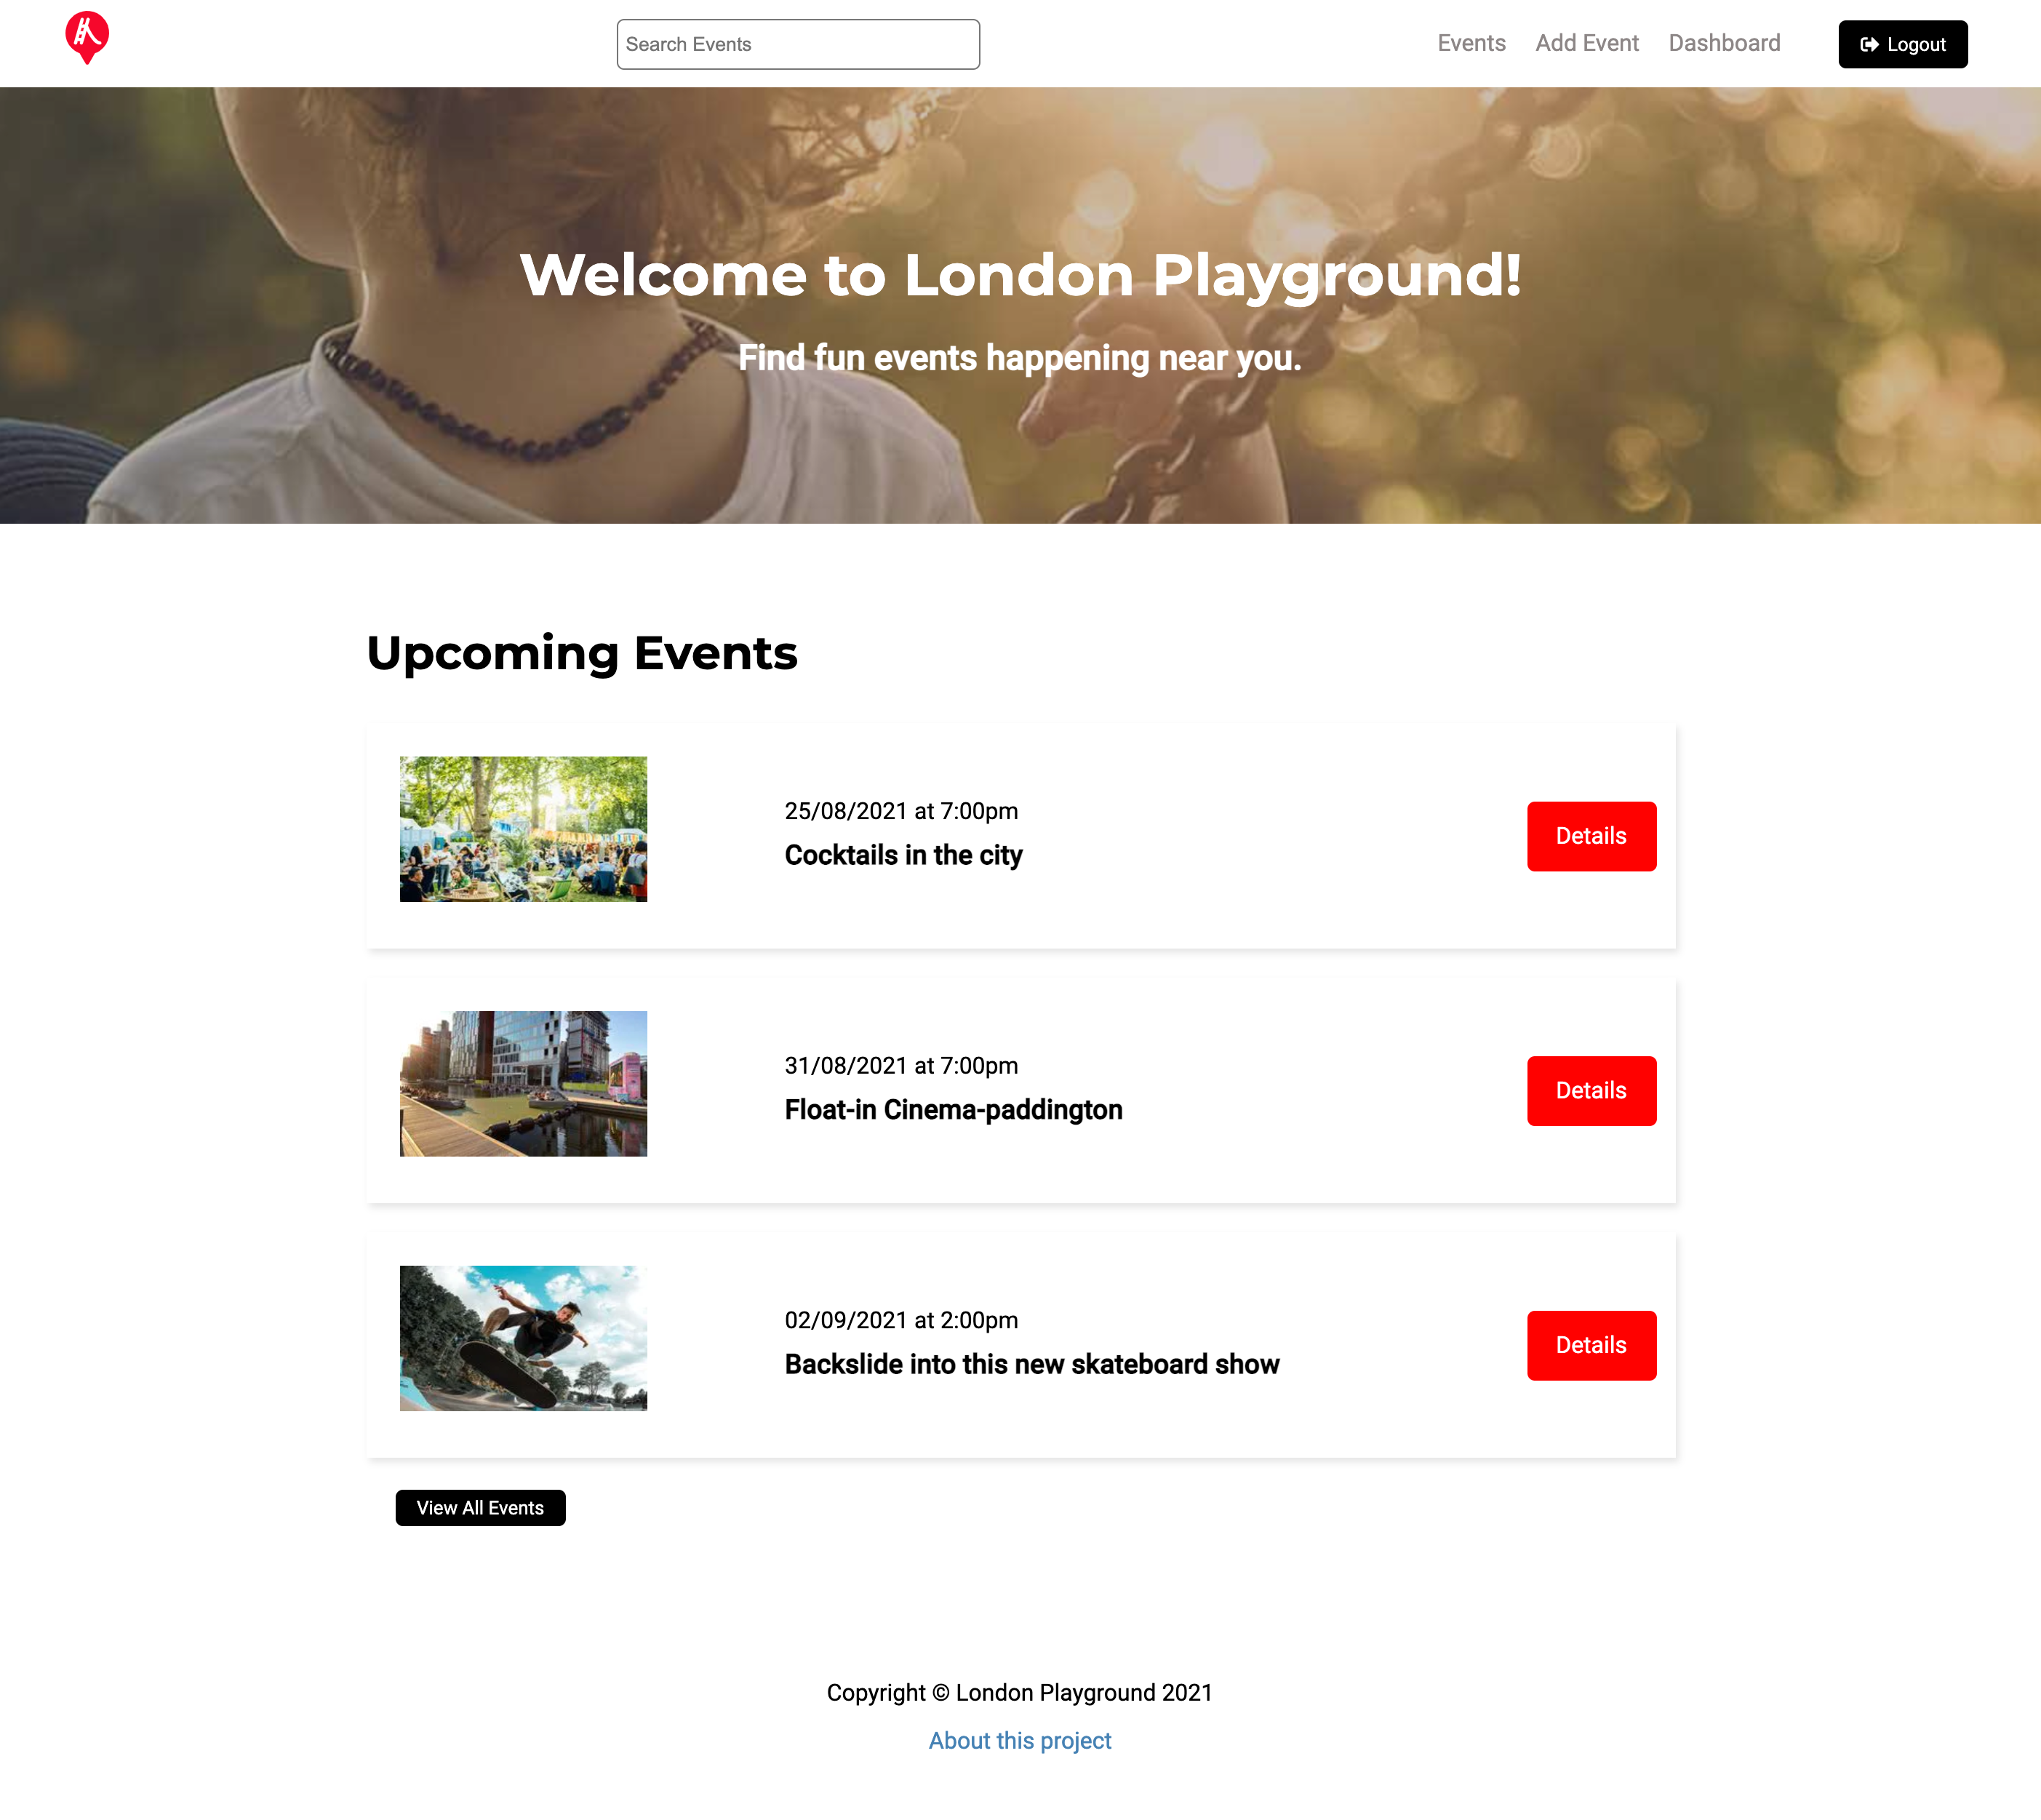 Search Events
Events
Add Event
Dashboard
Logout
Welcome to London Playground!
Find fun events happening near you.
Upcoming Events
25/08/2021 at 7:00pm
Cocktails in the city
Details
31/08/2021 at 7:00pm
Float-in Cinema-paddington
Details
02/09/2021 at 2:00pm
Backslide into this new skateboard show
Details
View All Events
Copyright © London Playground 2021
About this project